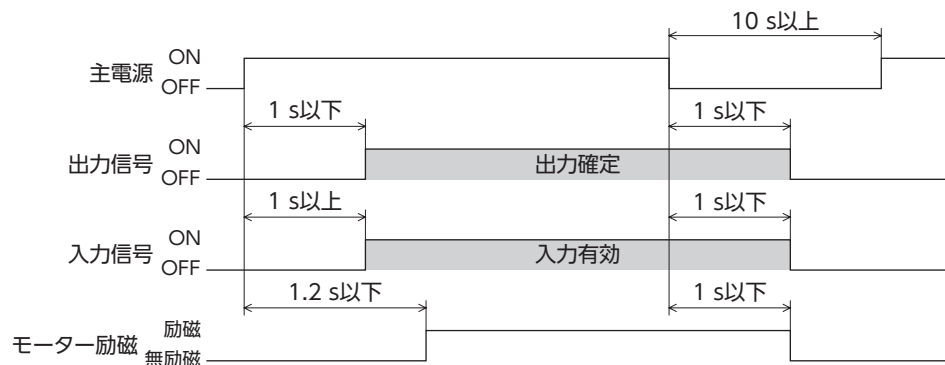 10 s以上
主電源
ON
OFF
1 s以下
1 s以下
出力信号
ON
OFF
出力確定
1 s以上
1 s以下
入力信号
ON
OFF
入力有効
1.2 s以下
1 s以下
モーター励磁
励磁
無励磁